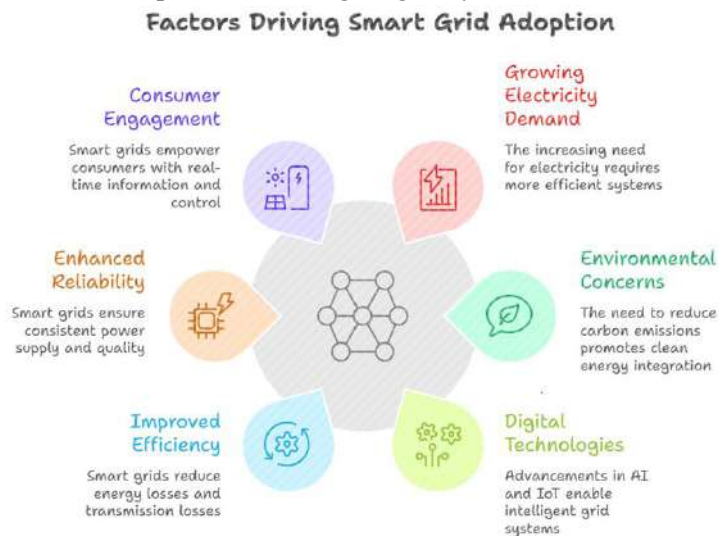 Factors Driving Smart Grid Adoption
Consumer
Engagement
Smart grids empower
consumers with real-
time information and
control
Growing
Electricity
Demand
The increasing need
for electricity requires
more efficient systems
Enhanced
Reliability
Smart grids ensure
consistent power
supply and quality
Environmental
Concerns
The need to reduce
carbon emissions
promotes clean
energy integration
Improved
Efficiency
Smart grids reduce
energy losses and
transmission losses
Digital
Technologies
Advancements in AI
and IoT enable
intelligent grid
systems